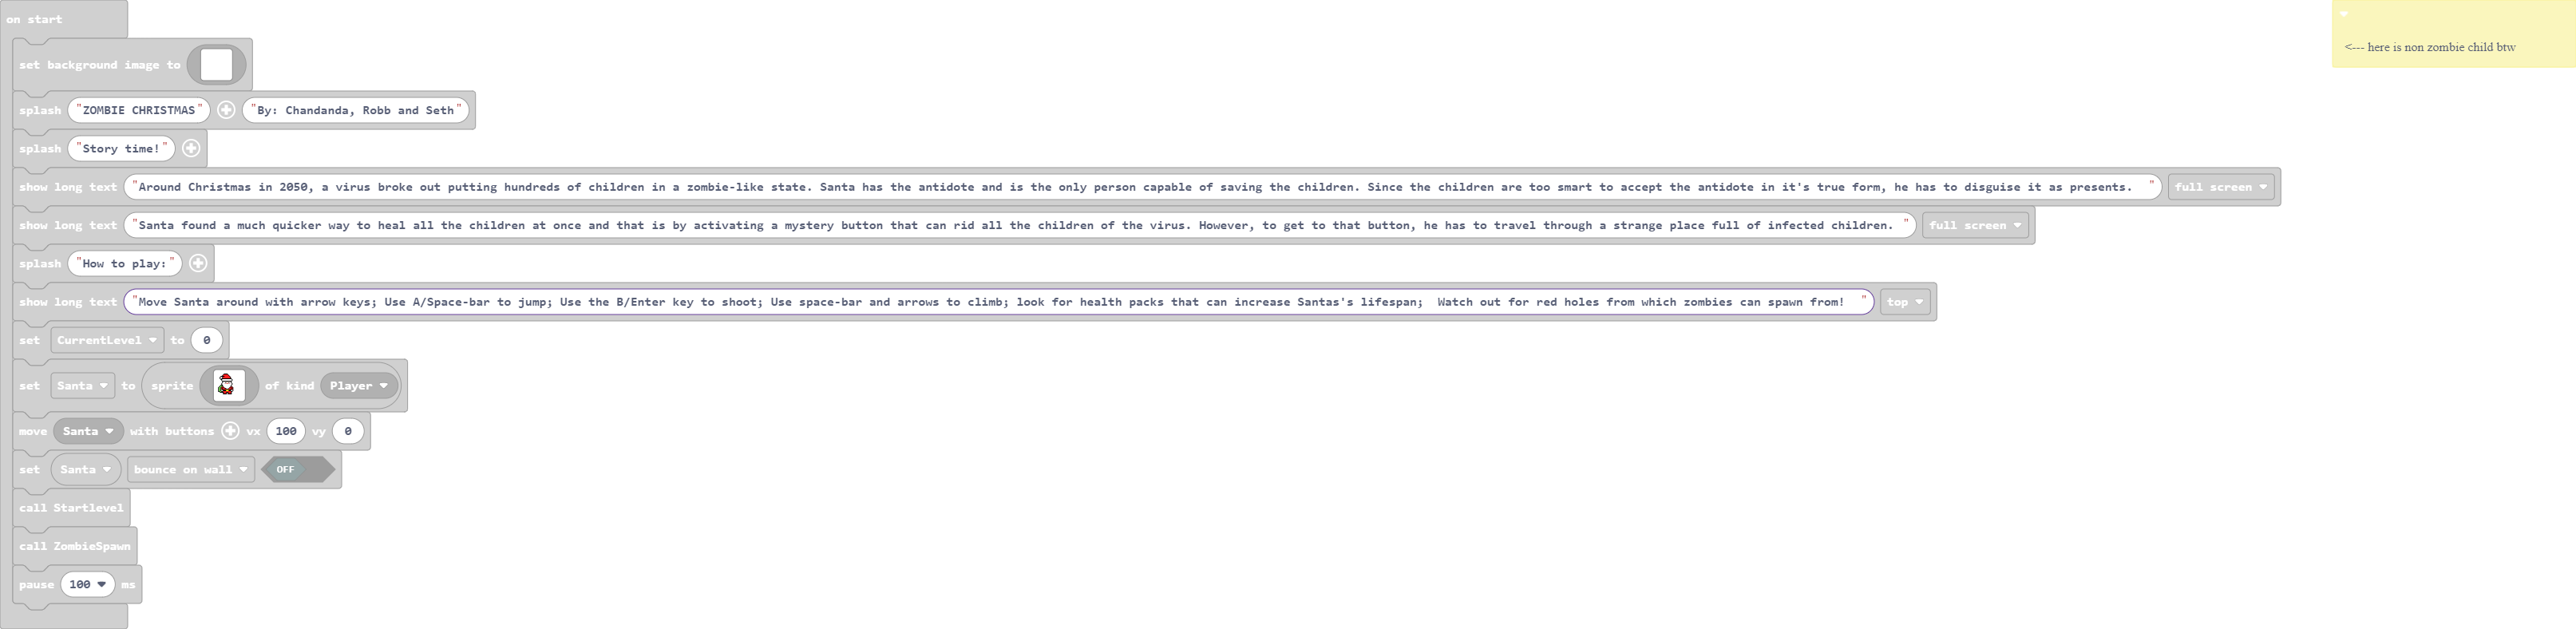 on start
<--- here is non zombie child btw
set background image to
splash "ZOMBIE CHRISTMAS" "By: Chandanda, Robb and Seth"
splash "Story time!"
show long text "Around Christmas in 2050, a virus broke out putting hundreds of children in a zombie-like state. Santa has the antidote and is the only person capable of saving the children. Since the children are too smart to accept the antidote in it's true form, he has to disguise it as presents. " full screen
show long text "Santa found a much quicker way to heal all the children at once and that is by activating a mystery button that can rid all the children of the virus. However, to get to that button, he has to travel through a strange place full of infected children. " full screen
splash "How to play:"
show long text "Move Santa around with arrow keys; Use A/Space-bar to jump; Use the B/Enter key to shoot; Use space-bar and arrows to climb; look for health packs that can increase Santas's lifespan;  Watch out for red holes from which zombies can spawn from! " top
set CurrentLevel to 0
set Santa to sprite of kind Player
move Santa with buttons vx 100 vy 0
set Santa bounce on wall OFF
call Startlevel
call ZombieSpawn
pause 100 ms